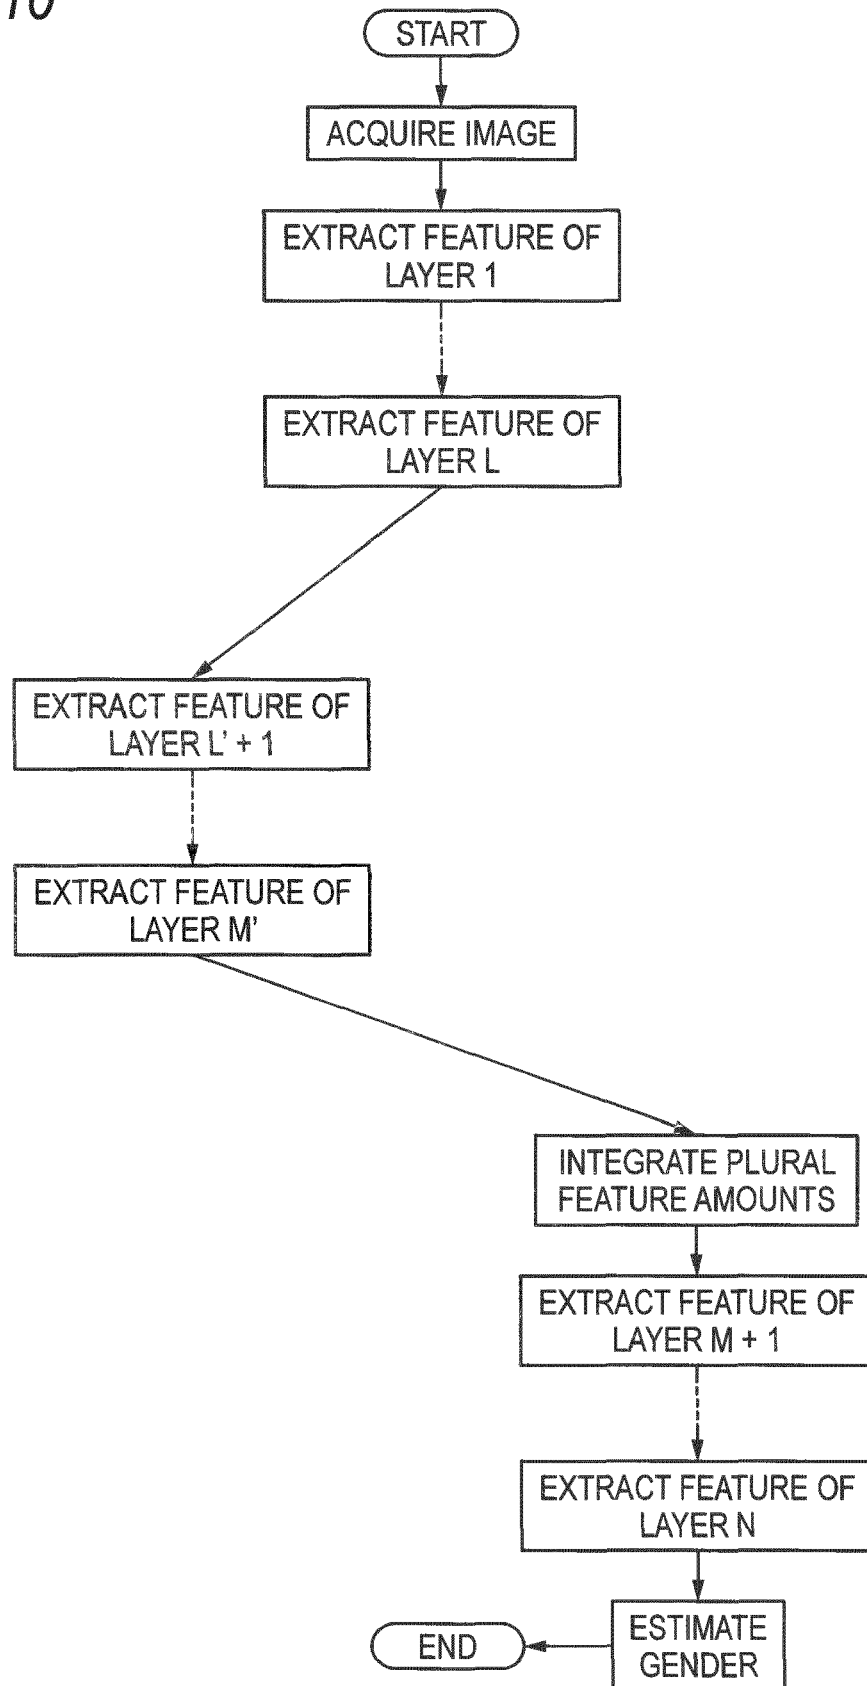 10
START
ACQUIRE IMAGE
EXTRACT FEATURE OF
LAYER 1
EXTRACT FEATURE OF
LAYER L
EXTRACT FEATURE OF
LAYER L' + 1
EXTRACT FEATURE OF
LAYER M'
INTEGRATE PLURAL
FEATURE AMOUNTS
EXTRACT FEATURE OF
LAYER M + 1
EXTRACT FEATURE OF
LAYER N
ESTIMATE
GENDER
END